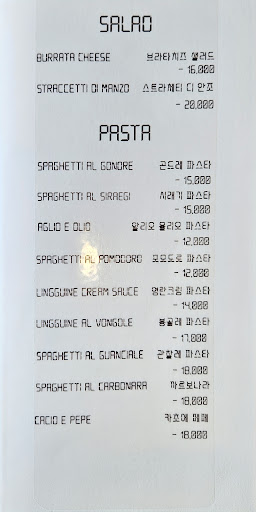 SALAD
BURRATA CHEESE 브라타치즈 샐러드
- 16,000
STRACCETTI DI MANZO 스트라체티 디 만조
- 20,000
PASTA
SPAGHETTI AL GONDRE 곤드레 파스타
- 15,000
SPAGHETTI AL SIRAEGI 시래기 파스타
- 15,000
AGLIO E OLIO 알리오 올리오 파스타
- 12,000
SPAGHETTI AL POMODORO 포모도로 파스타
- 12,000
LINGGUINE CREAM SAUCE 명란크림 파스타
- 14,000
LINGUINE AL VONGOLE 봉골레 파스타
- 17,000
SPAGHETTI AL GUANCIALE 관찰레 파스타
- 18,000
SPAGHETTI AL CARBONARA 까르보나라
- 18,000
CACIO E PEPE 카쵸에 페페
- 18,000